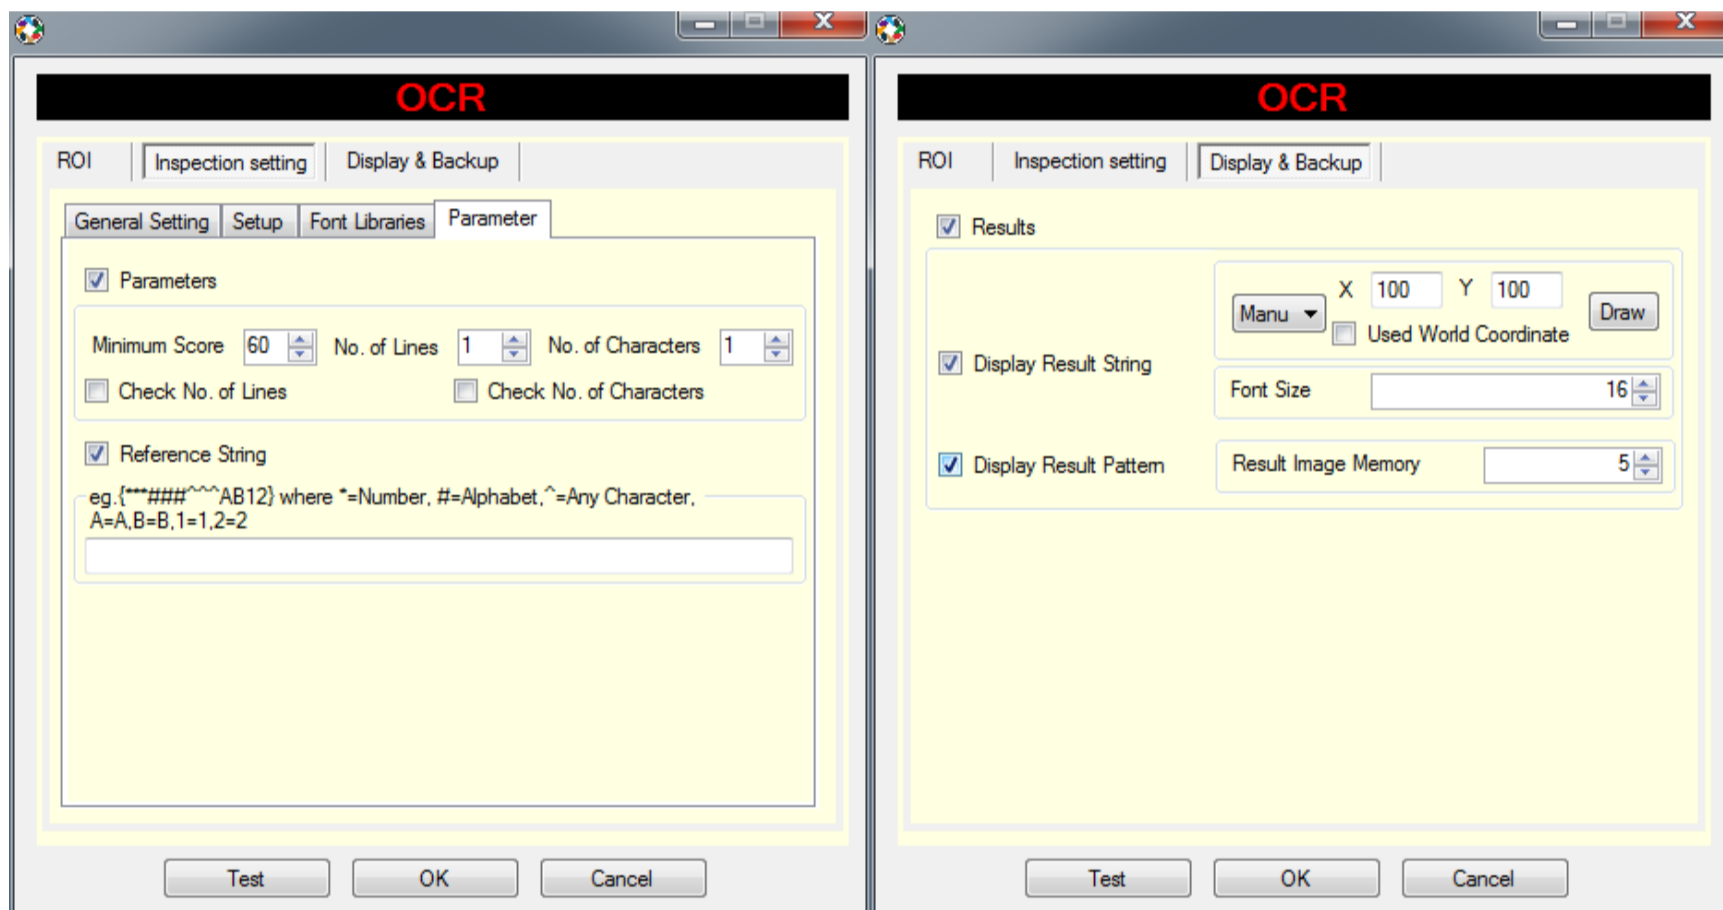 OCR
ROI Inspection setting Display & Backup
General Setting Setup Font Libraries Parameter
Parameters
Minimum Score 60 No. of Lines 1 No. of Characters 1
Check No. of Lines Check No. of Characters
Reference String
eg.{***###^^^AB12} where *=Number, #=Alphabet,^=Any Character,
A=A,B=B,1=1,2=2
Test OK Cancel
OCR
ROI Inspection setting Display & Backup
Results
X 100 Y 100
Manu Draw
Used World Coordinate
Display Result String
Font Size 16
Display Result Pattern Result Image Memory 5
Test OK Cancel